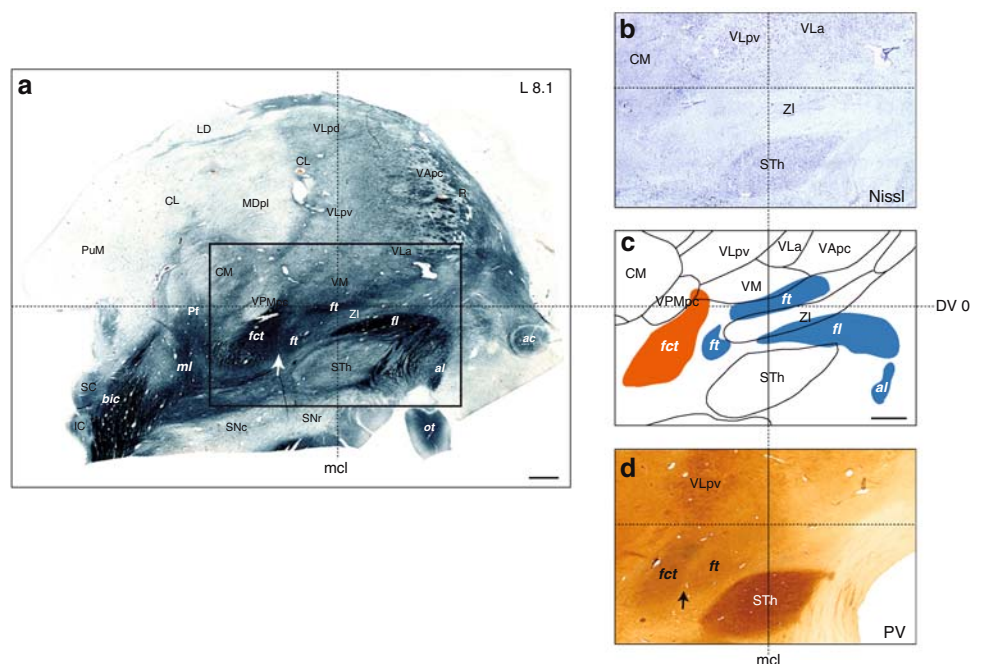 a
L 8.1
LD
VLpd
CL
VApc
R
CL
MDpl
VLpv
PuM
VLa
CM
VM
VPMpc
ft
Pf
ZI
fl
fct
ft
ac
ml
STh
al
SC
bic
IC
SNc
SNr
ot
mcl
b
VLpv
VLa
CM
ZI
STh
Nissl
c
VLpv
VLa
VApc
CM
VM
VPMpc
ft
DV 0
ZI
fl
fct
ft
STh
al
d
VLpv
fct
ft
STh
PV
mcl